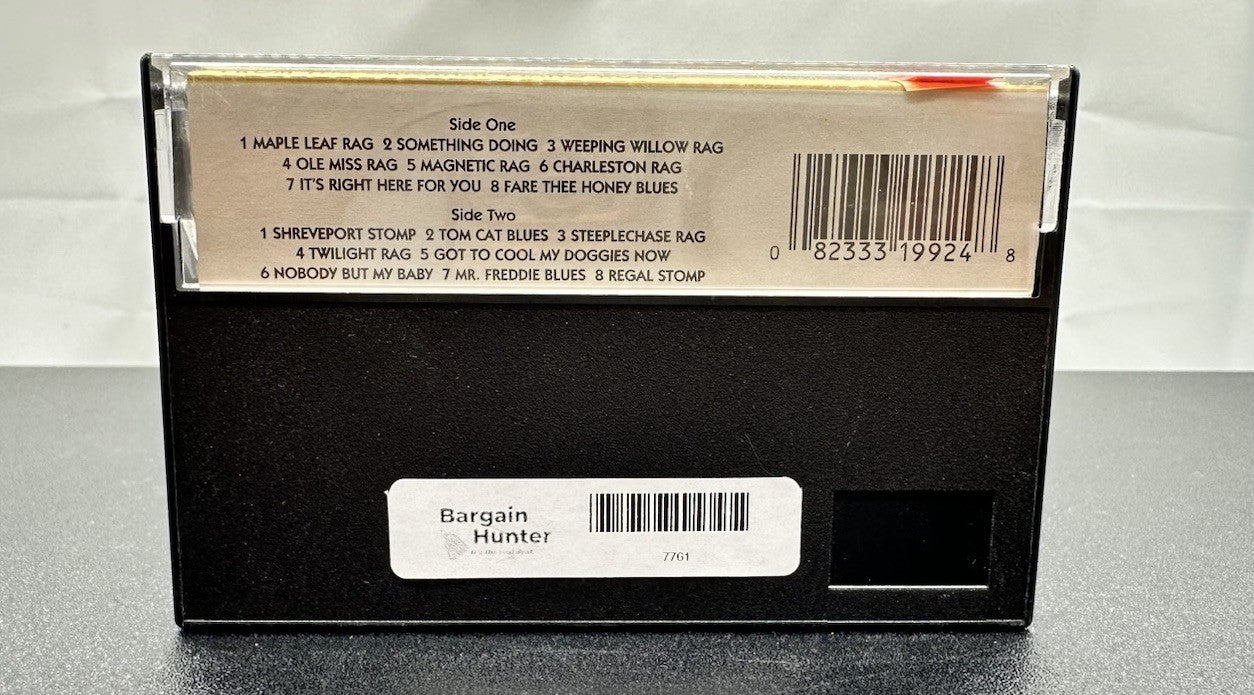 Side One
1 MAPLE LEAF RAG 2 SOMETHING DOING 3 WEEPING WILLOW RAG
4 OLE MISS RAG 5 MAGNETIC RAG 6 CHARLESTON RAG
7 IT'S RIGHT HERE FOR YOU 8 FARE THEE HONEY BLUES
Side Two
1 SHREVEPORT STOMP 2 TOM CAT BLUES 3 STEEPLECHASE RAG
4 TWILIGHT RAG 5 GOT TO COOL MY DOGGIES NOW
6 NOBODY BUT MY BABY 7 MR. FREDDIE BLUES 8 REGAL STOMP
0 82333 19924 8
Bargain
Hunter
7761